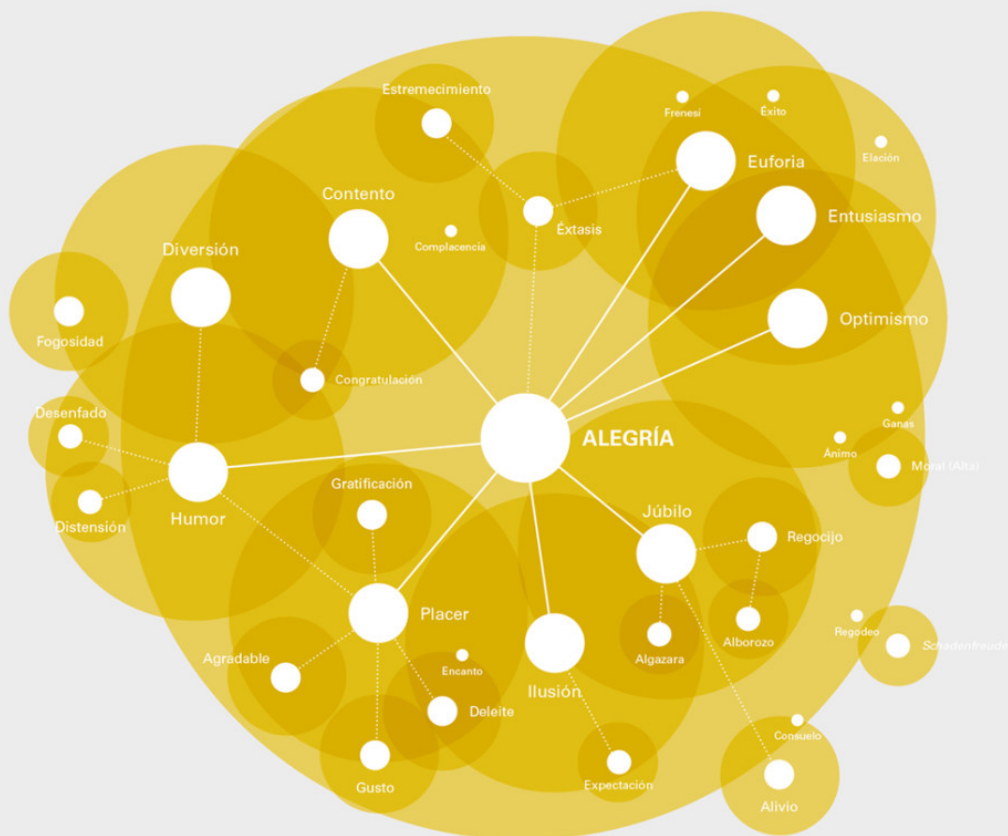 Estremecimiento
Frenesí
Éxito
Elación
Euforia
Contento
Entusiasmo
Éxtasis
Complacencia
Diversión
Optimismo
Fogosidad
Congratulación
Desenfado
Ganas
ALEGRÍA
Ánimo
Moral (Alta)
Gratificación
Humor
Distensión
Júbilo
Regocijo
Placer
Regodeo
Schadenfreude
Alborozo
Algazara
Agradable
Encanto
Ilusión
Deleite
Consuelo
Gusto
Expectación
Alivio